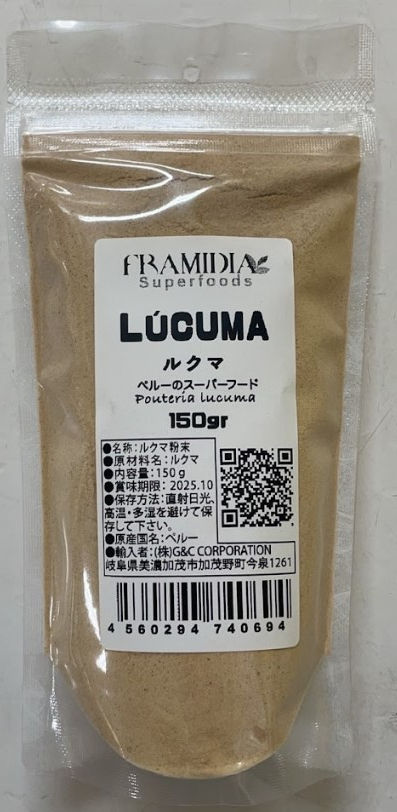 FRAMIDIA
Superfoods
LÚCUMA
ルクマ
ペルーのスーパーフード
Pouteria lucuma
150gr
●名称：ルクマ粉末
●原材料名：ルクマ
●内容量：150g
●賞味期限：2025.10
●保存方法：直射日光、
高温・多湿を避けて保
存して下さい。
●原産国名：ペルー
●輸入者：(株)G&C CORPORATION
岐阜県美濃加茂市加茂野町今泉1261
4 560294 740694